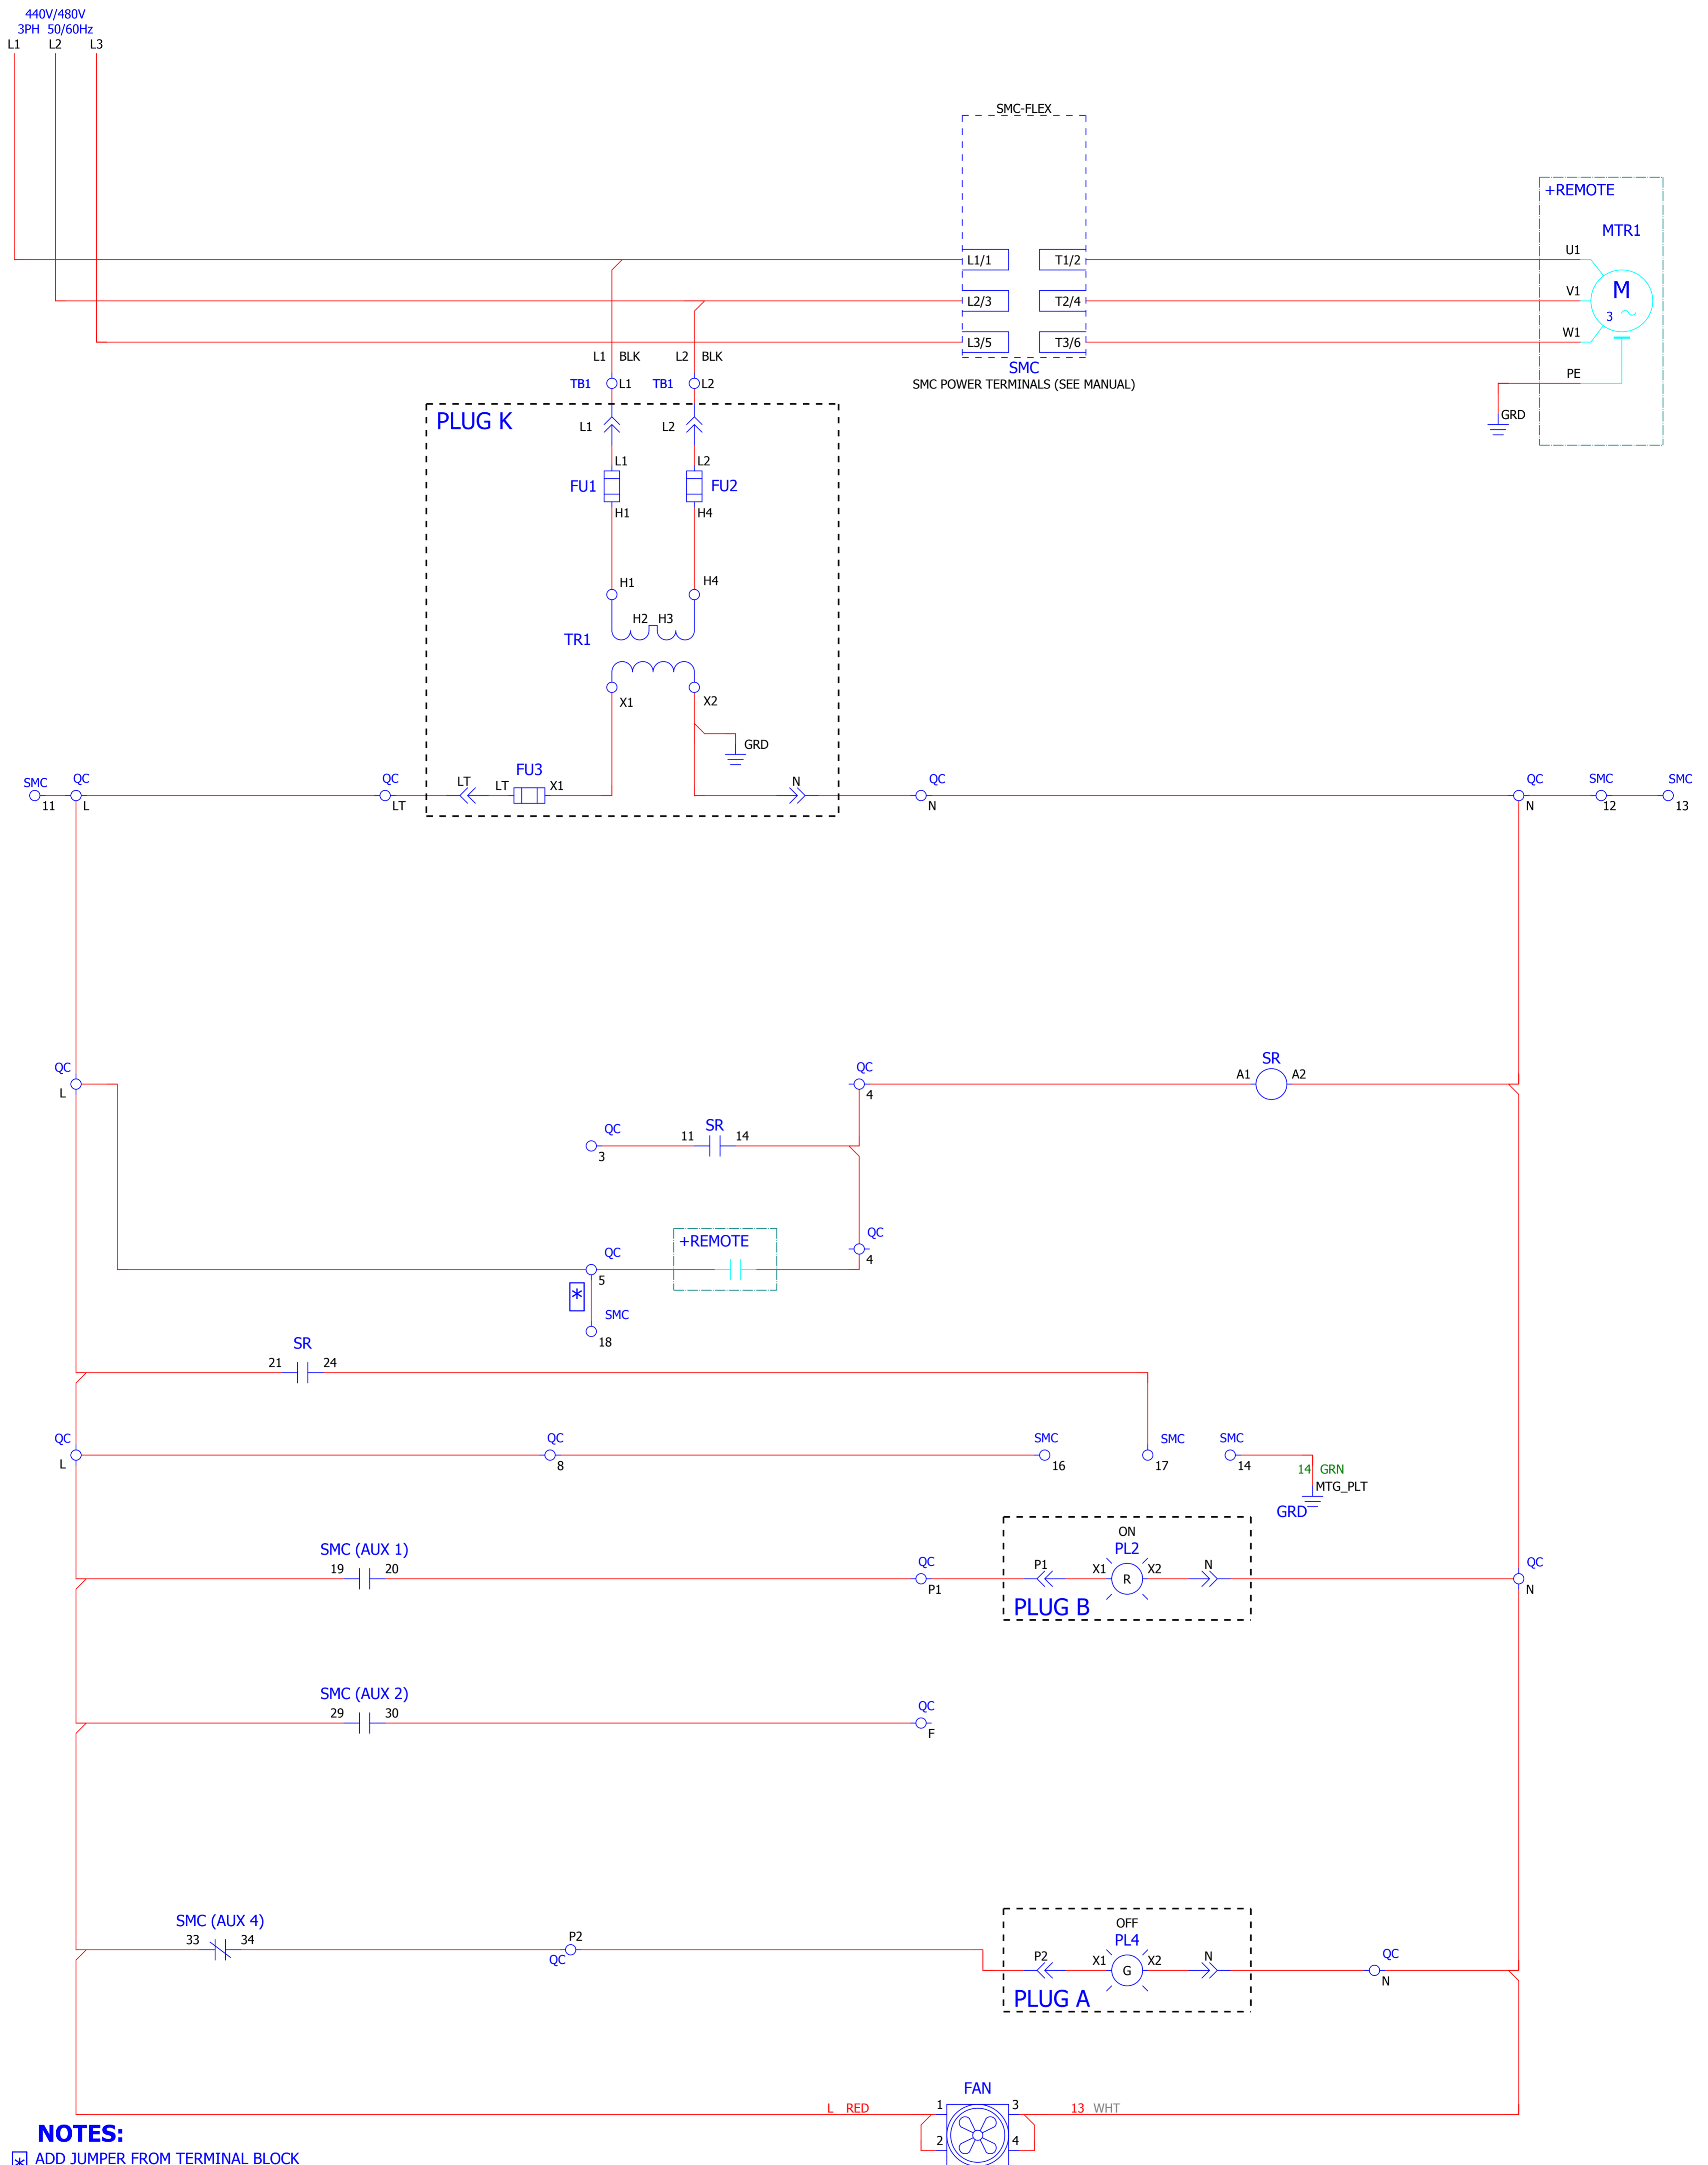 440V/480V
3PH 50/60Hz
L1 L2 L3
SMC-FLEX
+REMOTE
MTR1
L1/1 T1/2 U1
L2/3 T2/4 V1 M
3
L3/5 T3/6 W1
L1 BLK L2 BLK
SMC
SMC POWER TERMINALS (SEE MANUAL)
PE
TB1 L1 TB1 L2
GRD
PLUG K
L1 L2
L1 L2
FU1 FU2
H1 H4
H1 H4
H2 H3
TR1
X1 X2
GRD
FU3
SMC QC QC LT LT X1 N QC QC SMC SMC
11 L LT N N 12 13
QC QC SR
A1 A2
L 4
QC SR
11 14
3
QC
+REMOTE
4
QC
5
*
SMC
18
SR
21 24
QC QC SMC SMC SMC
L 8 16 17 14
14 GRN
MTG_PLT
GRD
ON
SMC (AUX 1) PL2
19 20 QC P1 X1 X2 N QC
R
P1 N
PLUG B
SMC (AUX 2)
29 30 QC
F
SMC (AUX 4) OFF
33 34 P2 PL4
QC P2 X1 X2 N QC
G
N
PLUG A
FAN
L RED 1 3 13 WHT
2 4
NOTES:
* ADD JUMPER FROM TERMINAL BLOCK